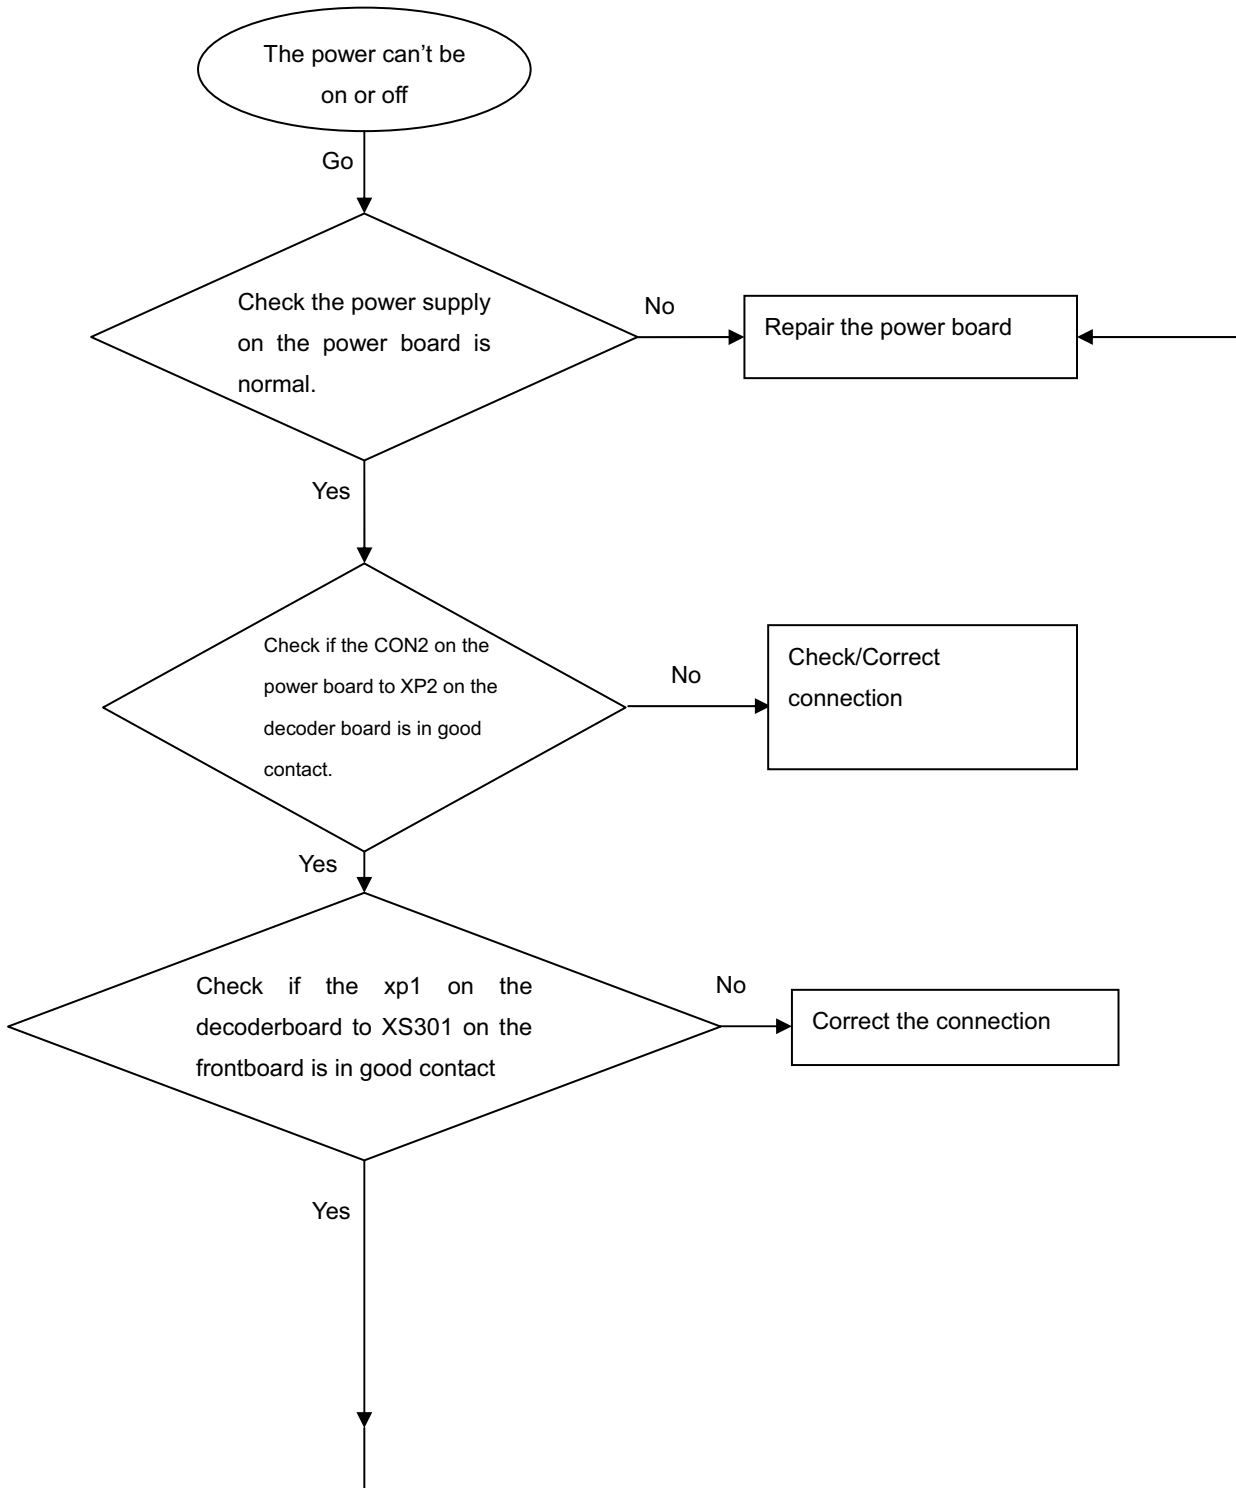 The power can't be
on or off
Go
Check the power supply
on the power board is
normal.
No
Repair the power board
Yes
Check if the CON2 on the
power board to XP2 on the
decoder board is in good
contact.
No
Check/Correct
connection
Yes
Check if the xp1 on the
decoderboard to XS301 on the
frontboard is in good contact
No
Correct the connection
Yes